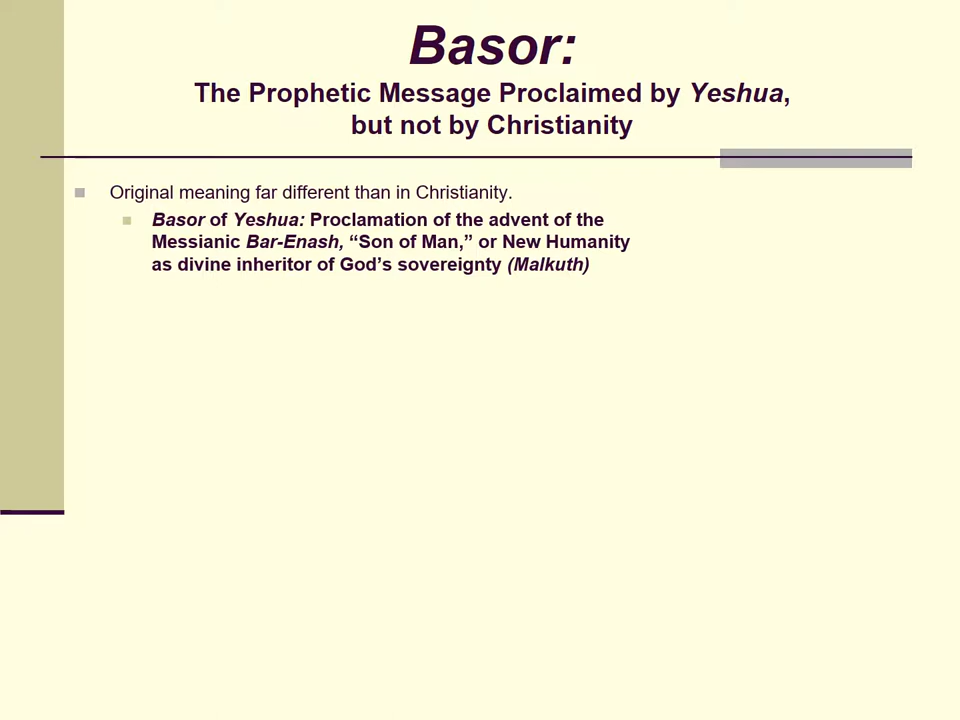 Basor:
The Prophetic Message Proclaimed by Yeshua,
but not by Christianity
Original meaning far different than in Christianity.
Basor of Yeshua: Proclamation of the advent of the
Messianic Bar-Enash, “Son of Man,” or New Humanity
as divine inheritor of God’s sovereignty (Malkuth)